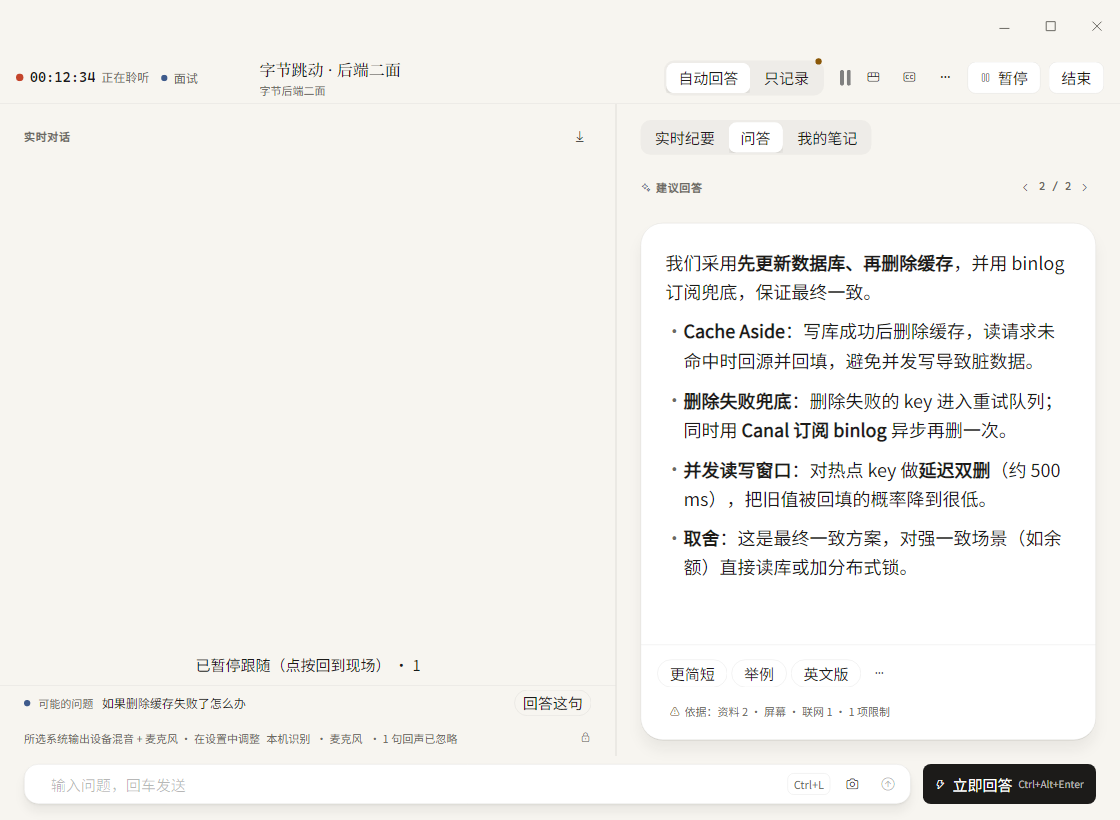 00:12:34 正在聆听 面试
字节跳动 · 后端二面
字节后端二面
自动回答 只记录
暂停
结束
实时对话
已暂停跟随（点按回到现场） · 1
可能的问题 如果删除缓存失败了怎么办
回答这句
所选系统输出设备混音 + 麦克风 · 在设置中调整 本机识别 · 麦克风 · 1 句回声已忽略
实时纪要 问答 我的笔记
建议回答
2 / 2
我们采用先更新数据库、再删除缓存，并用 binlog
订阅兜底，保证最终一致。
· Cache Aside：写库成功后删除缓存，读请求未
命中时回源并回填，避免并发写导致脏数据。
· 删除失败兜底：删除失败的 key 进入重试队列；
同时用 Canal 订阅 binlog 异步再删一次。
· 并发读写窗口：对热点 key 做延迟双删（约 500
ms），把旧值被回填的概率降到很低。
· 取舍：这是最终一致方案，对强一致场景（如余
额）直接读库或加分布式锁。
更简短 举例 英文版 ···
依据：资料 2 · 屏幕 · 联网 1 · 1 项限制
输入问题，回车发送
Ctrl+L
立即回答 Ctrl+Alt+Enter